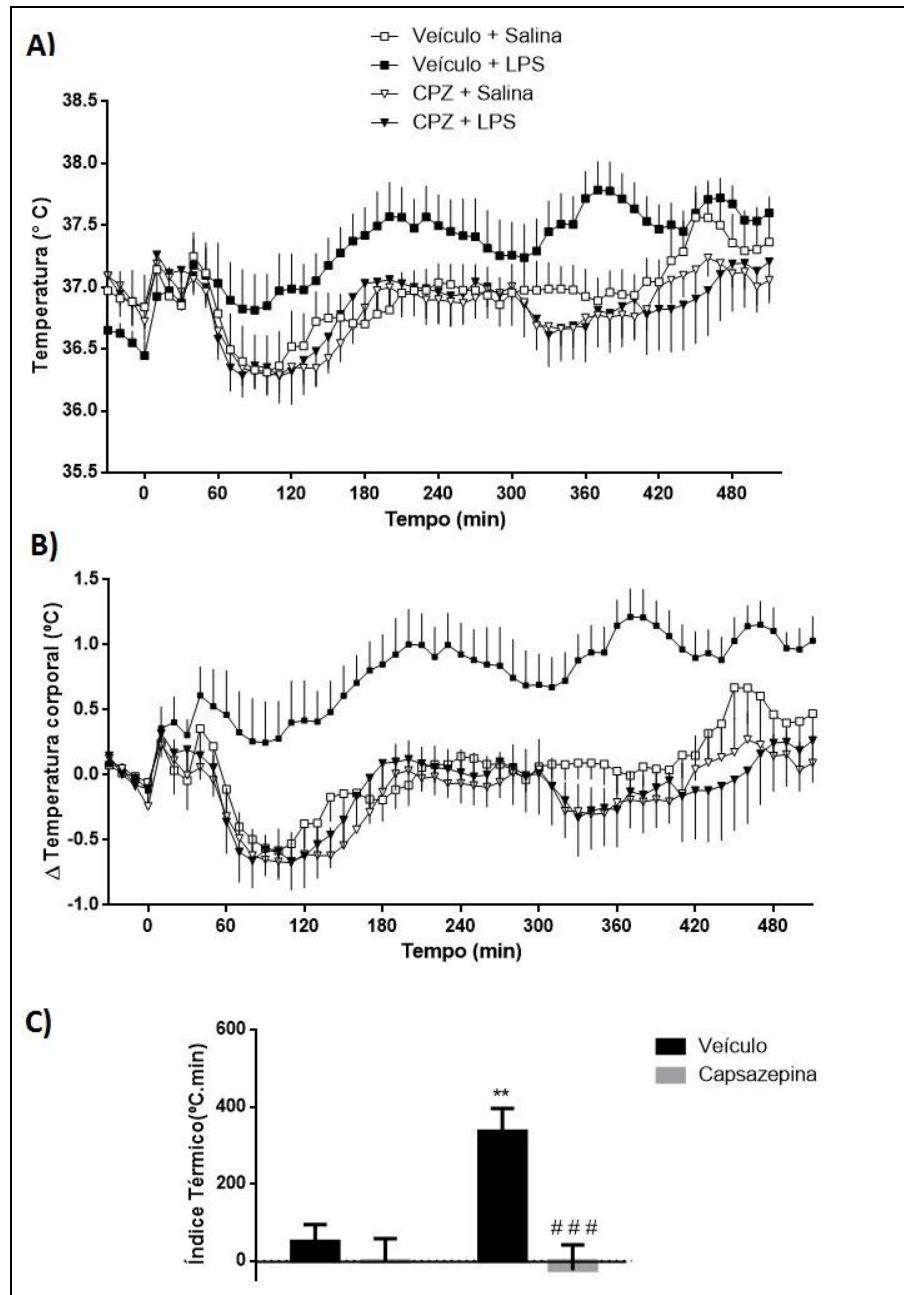 A)
Veículo + Salina
Veículo + LPS
CPZ + Salina
CPZ + LPS
38.5
38.0
37.5
37.0
36.5
36.0
35.5
Temperatura (° C)
0 60 120 180 240 300 360 420 480
Tempo (min)
B)
1.5
1.0
0.5
0.0
-0.5
-1.0
Δ Temperatura corporal (ºC)
0 60 120 180 240 300 360 420 480
Tempo (min)
C)
600
400
200
0
Índice Térmico(ºC.min)
**
# # #
Veículo
Capsazepina